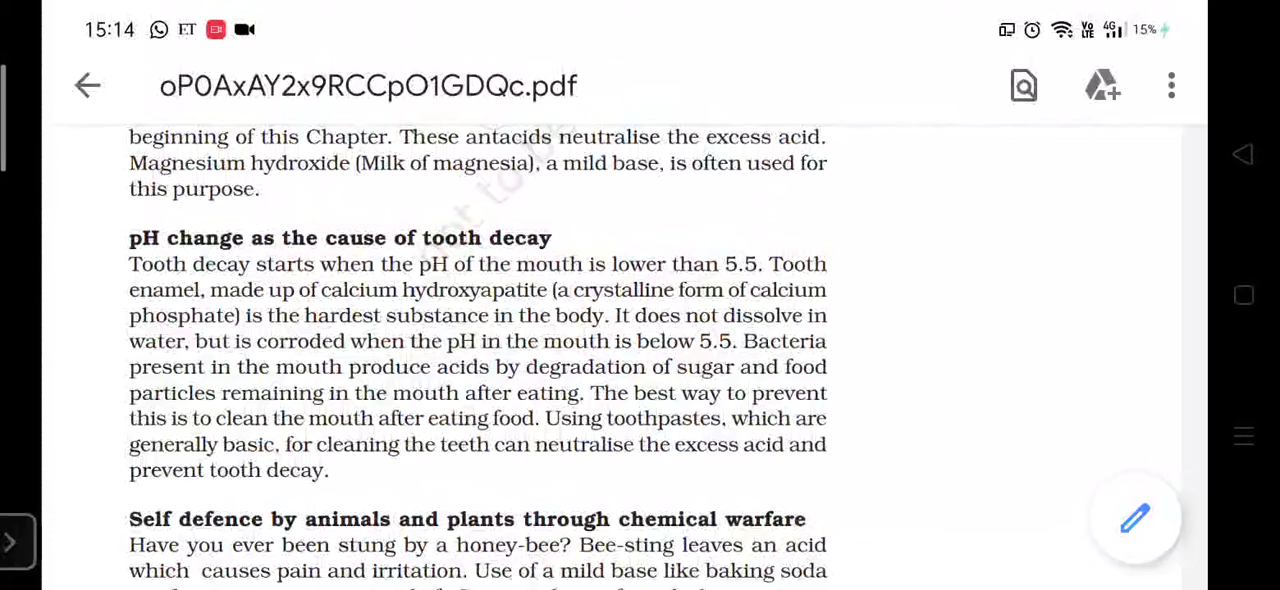 15:14 ET 4G 15%
oP0AxAY2x9RCCpO1GDQc.pdf
beginning of this Chapter. These antacids neutralise the excess acid.
Magnesium hydroxide (Milk of magnesia), a mild base, is often used for
this purpose.
pH change as the cause of tooth decay
Tooth decay starts when the pH of the mouth is lower than 5.5. Tooth
enamel, made up of calcium hydroxyapatite (a crystalline form of calcium
phosphate) is the hardest substance in the body. It does not dissolve in
water, but is corroded when the pH in the mouth is below 5.5. Bacteria
present in the mouth produce acids by degradation of sugar and food
particles remaining in the mouth after eating. The best way to prevent
this is to clean the mouth after eating food. Using toothpastes, which are
generally basic, for cleaning the teeth can neutralise the excess acid and
prevent tooth decay.
Self defence by animals and plants through chemical warfare
Have you ever been stung by a honey-bee? Bee-sting leaves an acid
which causes pain and irritation. Use of a mild base like baking soda